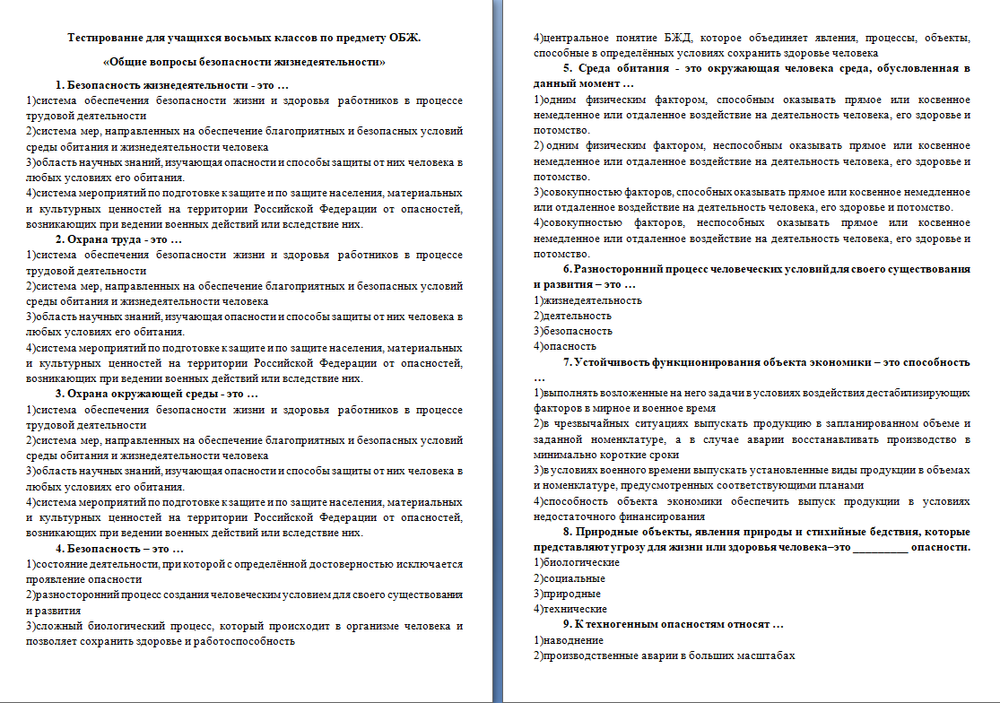 Тестирование для учащихся восьмых классов по предмету ОБЖ.
«Общие вопросы безопасности жизнедеятельности»
1. Безопасность жизнедеятельности - это …
1)система обеспечения безопасности жизни и здоровья работников в процессе
трудовой деятельности
2)система мер, направленных на обеспечение благоприятных и безопасных условий
среды обитания и жизнедеятельности человека
3)область научных знаний, изучающая опасности и способы защиты от них человека в
любых условиях его обитания.
4)система мероприятий по подготовке к защите и по защите населения, материальных
и культурных ценностей на территории Российской Федерации от опасностей,
возникающих при ведении военных действий или вследствие них.
2. Охрана труда - это …
1)система обеспечения безопасности жизни и здоровья работников в процессе
трудовой деятельности
2)система мер, направленных на обеспечение благоприятных и безопасных условий
среды обитания и жизнедеятельности человека
3)область научных знаний, изучающая опасности и способы защиты от них человека в
любых условиях его обитания.
4)система мероприятий по подготовке к защите и по защите населения, материальных
и культурных ценностей на территории Российской Федерации от опасностей,
возникающих при ведении военных действий или вследствие них.
3. Охрана окружающей среды - это …
1)система обеспечения безопасности жизни и здоровья работников в процессе
трудовой деятельности
2)система мер, направленных на обеспечение благоприятных и безопасных условий
среды обитания и жизнедеятельности человека
3)область научных знаний, изучающая опасности и способы защиты от них человека в
любых условиях его обитания.
4)система мероприятий по подготовке к защите и по защите населения, материальных
и культурных ценностей на территории Российской Федерации от опасностей,
возникающих при ведении военных действий или вследствие них.
4. Безопасность – это …
1)состояние деятельности, при которой с определённой достоверностью исключается
проявление опасности
2)разносторонний процесс создания человеческим условием для своего существования
и развития
3)сложный биологический процесс, который происходит в организме человека и
позволяет сохранить здоровье и работоспособность
4)центральное понятие БЖД, которое объединяет явления, процессы, объекты,
способные в определённых условиях сохранить здоровье человека
5. Среда обитания - это окружающая человека среда, обусловленная в
данный момент …
1)одним физическим фактором, способным оказывать прямое или косвенное
немедленное или отдаленное воздействие на деятельность человека, его здоровье и
потомство.
2) одним физическим фактором, неспособным оказывать прямое или косвенное
немедленное или отдаленное воздействие на деятельность человека, его здоровье и
потомство.
3)совокупностью факторов, способных оказывать прямое или косвенное немедленное
или отдаленное воздействие на деятельность человека, его здоровье и потомство.
4)совокупностью факторов, неспособных оказывать прямое или косвенное
немедленное или отдаленное воздействие на деятельность человека, его здоровье и
потомство.
6. Разносторонний процесс человеческих условий для своего существования
и развития – это …
1)жизнедеятельность
2)деятельность
3)безопасность
4)опасность
7. Устойчивость функционирования объекта экономики – это способность
…
1)выполнять возложенные на него задачи в условиях воздействия дестабилизирующих
факторов в мирное и военное время
2)в чрезвычайных ситуациях выпускать продукцию в запланированном объеме и
заданной номенклатуре, а в случае аварии восстанавливать производство в
минимально короткие сроки
3)в условиях военного времени выпускать установленные виды продукции в объемах
и номенклатуре, предусмотренных соответствующими планами
4)способность объекта экономики обеспечить выпуск продукции в условиях
недостаточного финансирования
8. Природные объекты, явления природы и стихийные бедствия, которые
представляют угрозу для жизни или здоровья человека–это __________ опасности.
1)биологические
2)социальные
3)природные
4)технические
9. К техногенным опасностям относят …
1)наводнение
2)производственные аварии в больших масштабах